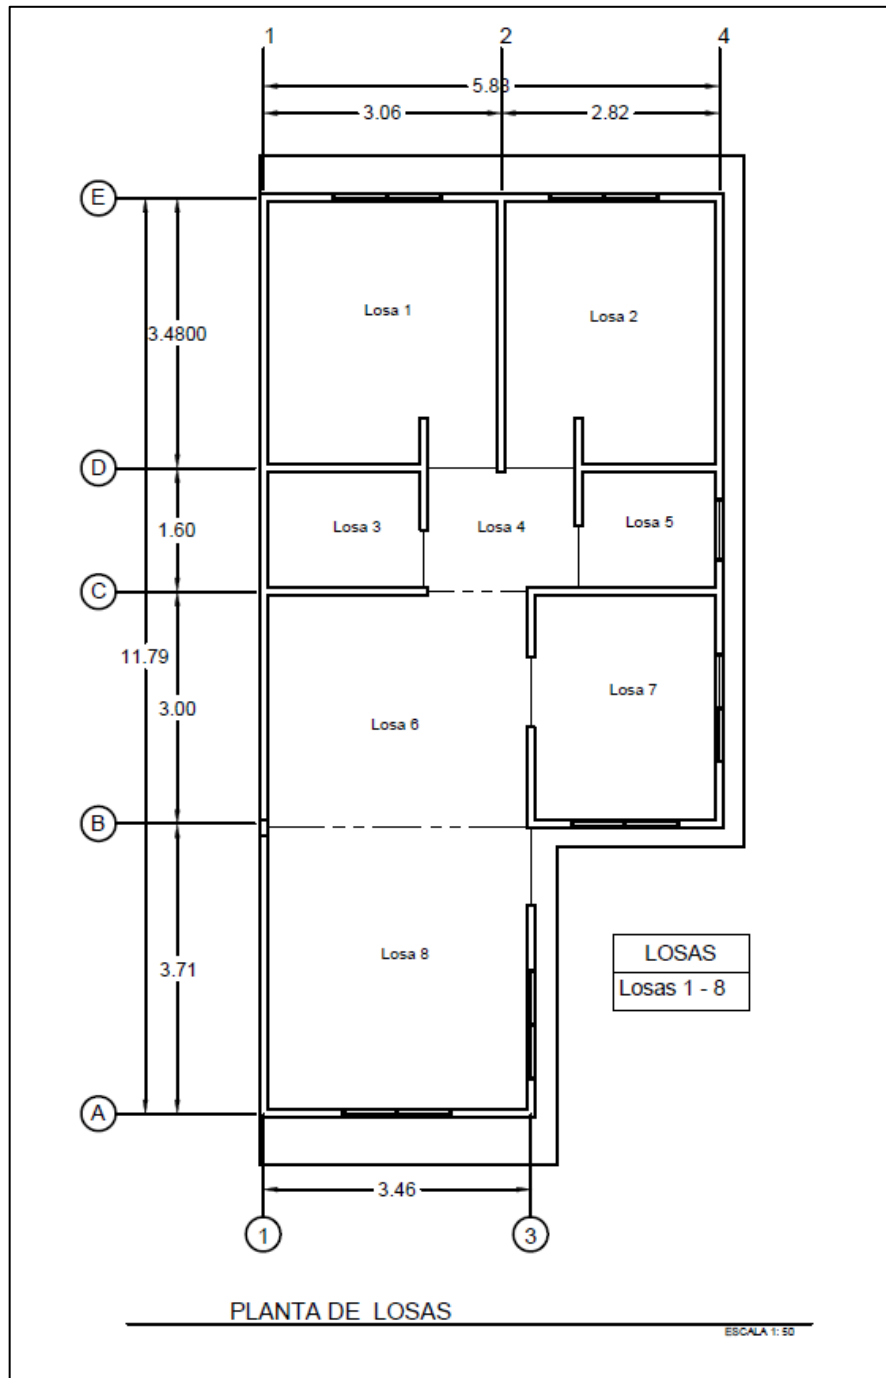 1 2 4
5.88
3.06 2.82
E
Losa 1
Losa 2
3.4800
D
1.60
Losa 3
Losa 4
Losa 5
C
11.79
3.00
Losa 7
Losa 6
B
Losa 8
LOSAS
Losas 1 - 8
3.71
A
3.46
1 3
PLANTA DE LOSAS
ESCALA 1: 50